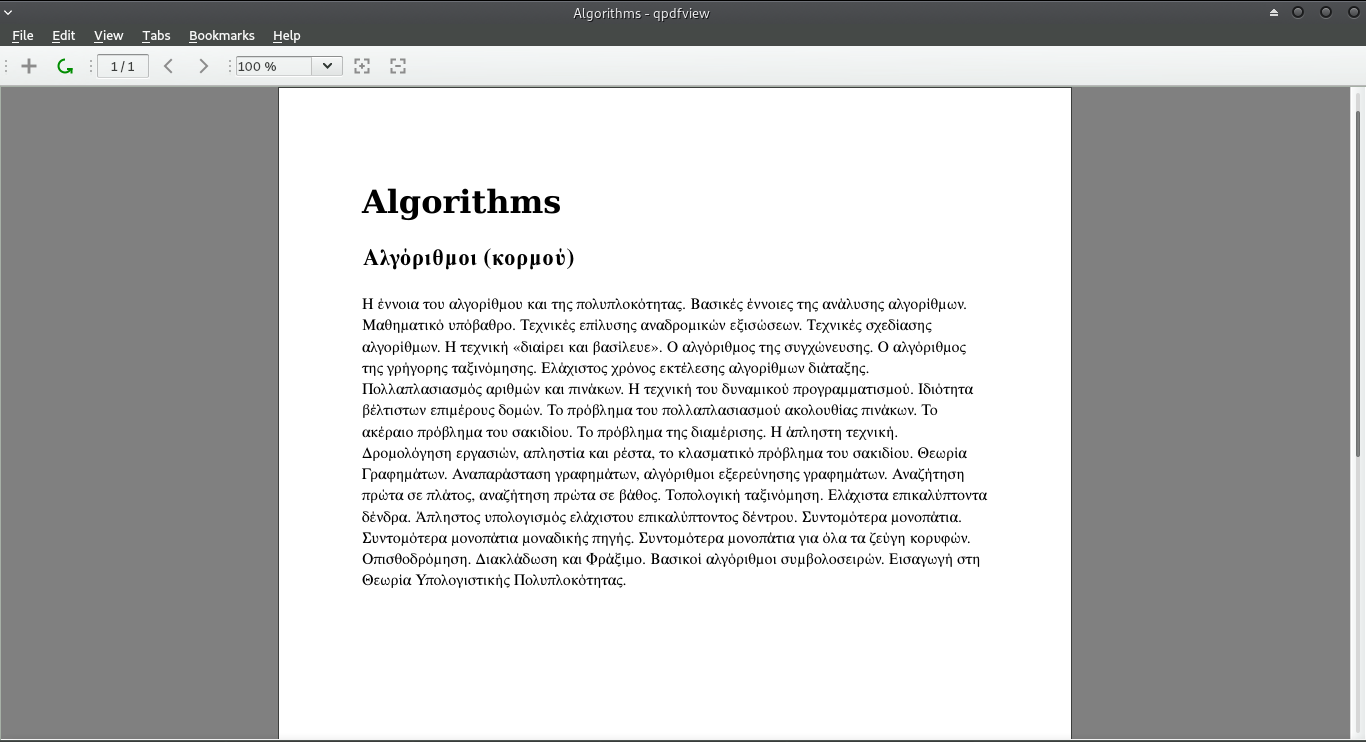 Algorithms - qpdfview
File Edit View Tabs Bookmarks Help
1 / 1 100 %
Algorithms
Αλγόριθμοι (κορμού)
Η έννοια του αλγορίθμου και της πολυπλοκότητας. Βασικές έννοιες της ανάλυσης αλγορίθμων.
Μαθηματικό υπόβαθρο. Τεχνικές επίλυσης αναδρομικών εξισώσεων. Τεχνικές σχεδίασης
αλγορίθμων. Η τεχνική «διαίρει και βασίλευε». Ο αλγόριθμος της συγχώνευσης. Ο αλγόριθμος
της γρήγορης ταξινόμησης. Ελάχιστος χρόνος εκτέλεσης αλγορίθμων διάταξης.
Πολλαπλασιασμός αριθμών και πινάκων. Η τεχνική του δυναμικού προγραμματισμού. Ιδιότητα
βέλτιστων επιμέρους δομών. Το πρόβλημα του πολλαπλασιασμού ακολουθίας πινάκων. Το
ακέραιο πρόβλημα του σακιδίου. Το πρόβλημα της διαμέρισης. Η άπληστη τεχνική.
Δρομολόγηση εργασιών, απληστία και ρέστα, το κλασματικό πρόβλημα του σακιδίου. Θεωρία
Γραφημάτων. Αναπαράσταση γραφημάτων, αλγόριθμοι εξερεύνησης γραφημάτων. Αναζήτηση
πρώτα σε πλάτος, αναζήτηση πρώτα σε βάθος. Τοπολογική ταξινόμηση. Ελάχιστα επικαλύπτοντα
δένδρα. Άπληστος υπολογισμός ελάχιστου επικαλύπτοντος δέντρου. Συντομότερα μονοπάτια.
Συντομότερα μονοπάτια μοναδικής πηγής. Συντομότερα μονοπάτια για όλα τα ζεύγη κορυφών.
Οπισθοδρόμηση. Διακλάδωση και Φράξιμο. Βασικοί αλγόριθμοι συμβολοσειρών. Εισαγωγή στη
Θεωρία Υπολογιστικής Πολυπλοκότητας.